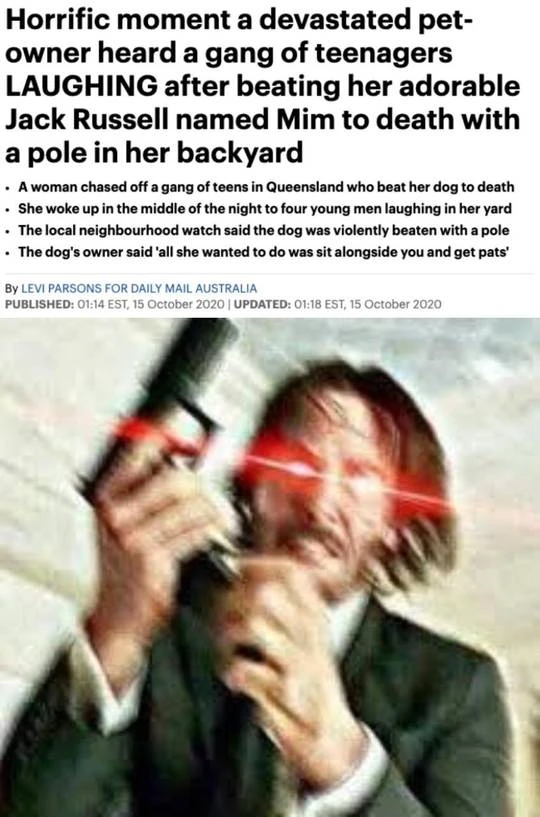 Horrific moment a devastated pet-
owner heard a gang of teenagers
LAUGHING after beating her adorable
Jack Russell named Mim to death with
a pole in her backyard
• A woman chased off a gang of teens in Queensland who beat her dog to death
• She woke up in the middle of the night to four young men laughing in her yard
• The local neighbourhood watch said the dog was violently beaten with a pole
• The dog's owner said 'all she wanted to do was sit alongside you and get pats'
By LEVI PARSONS FOR DAILY MAIL AUSTRALIA
PUBLISHED: 01:14 EST, 15 October 2020 | UPDATED: 01:18 EST, 15 October 2020